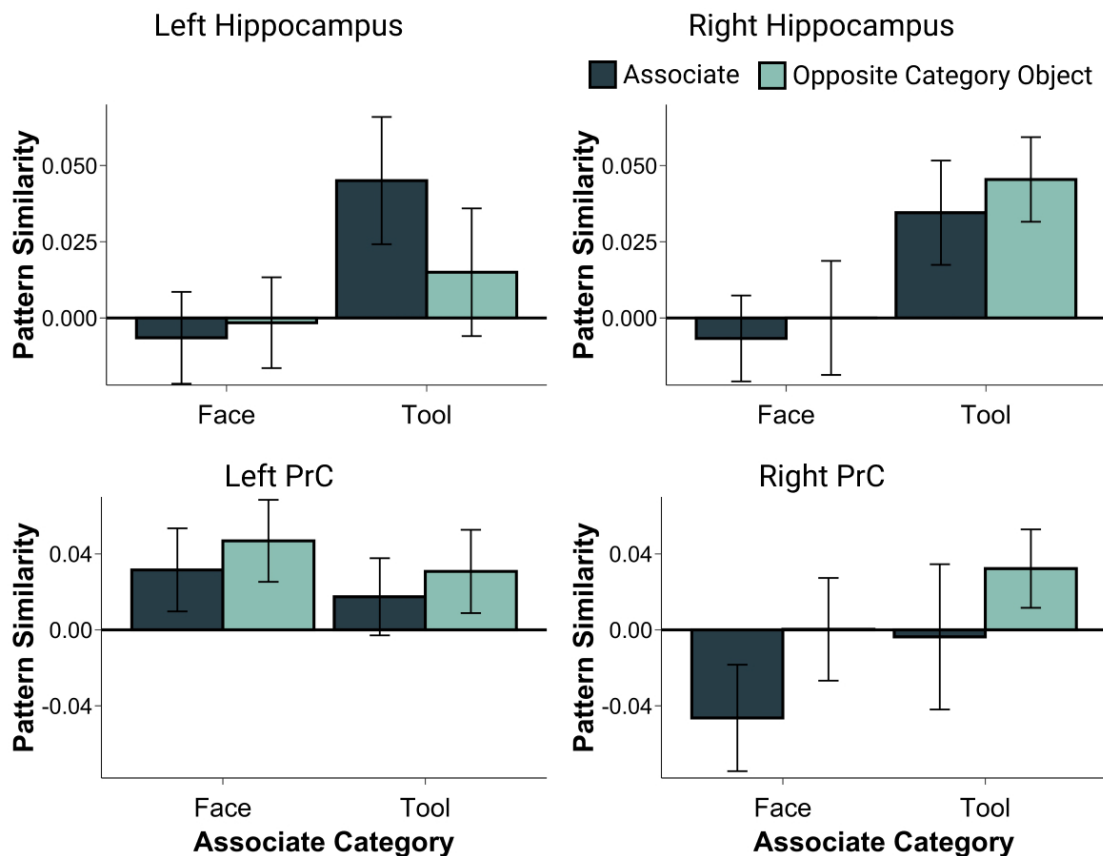 Left Hippocampus
Right Hippocampus
Associate
Opposite Category Object
Pattern Similarity
0.050
0.025
0.000
Face
Tool
Pattern Similarity
0.050
0.025
0.000
Face
Tool
Left PrC
Right PrC
Pattern Similarity
0.04
0.00
-0.04
Face
Tool
Associate Category
Pattern Similarity
0.04
0.00
-0.04
Face
Tool
Associate Category